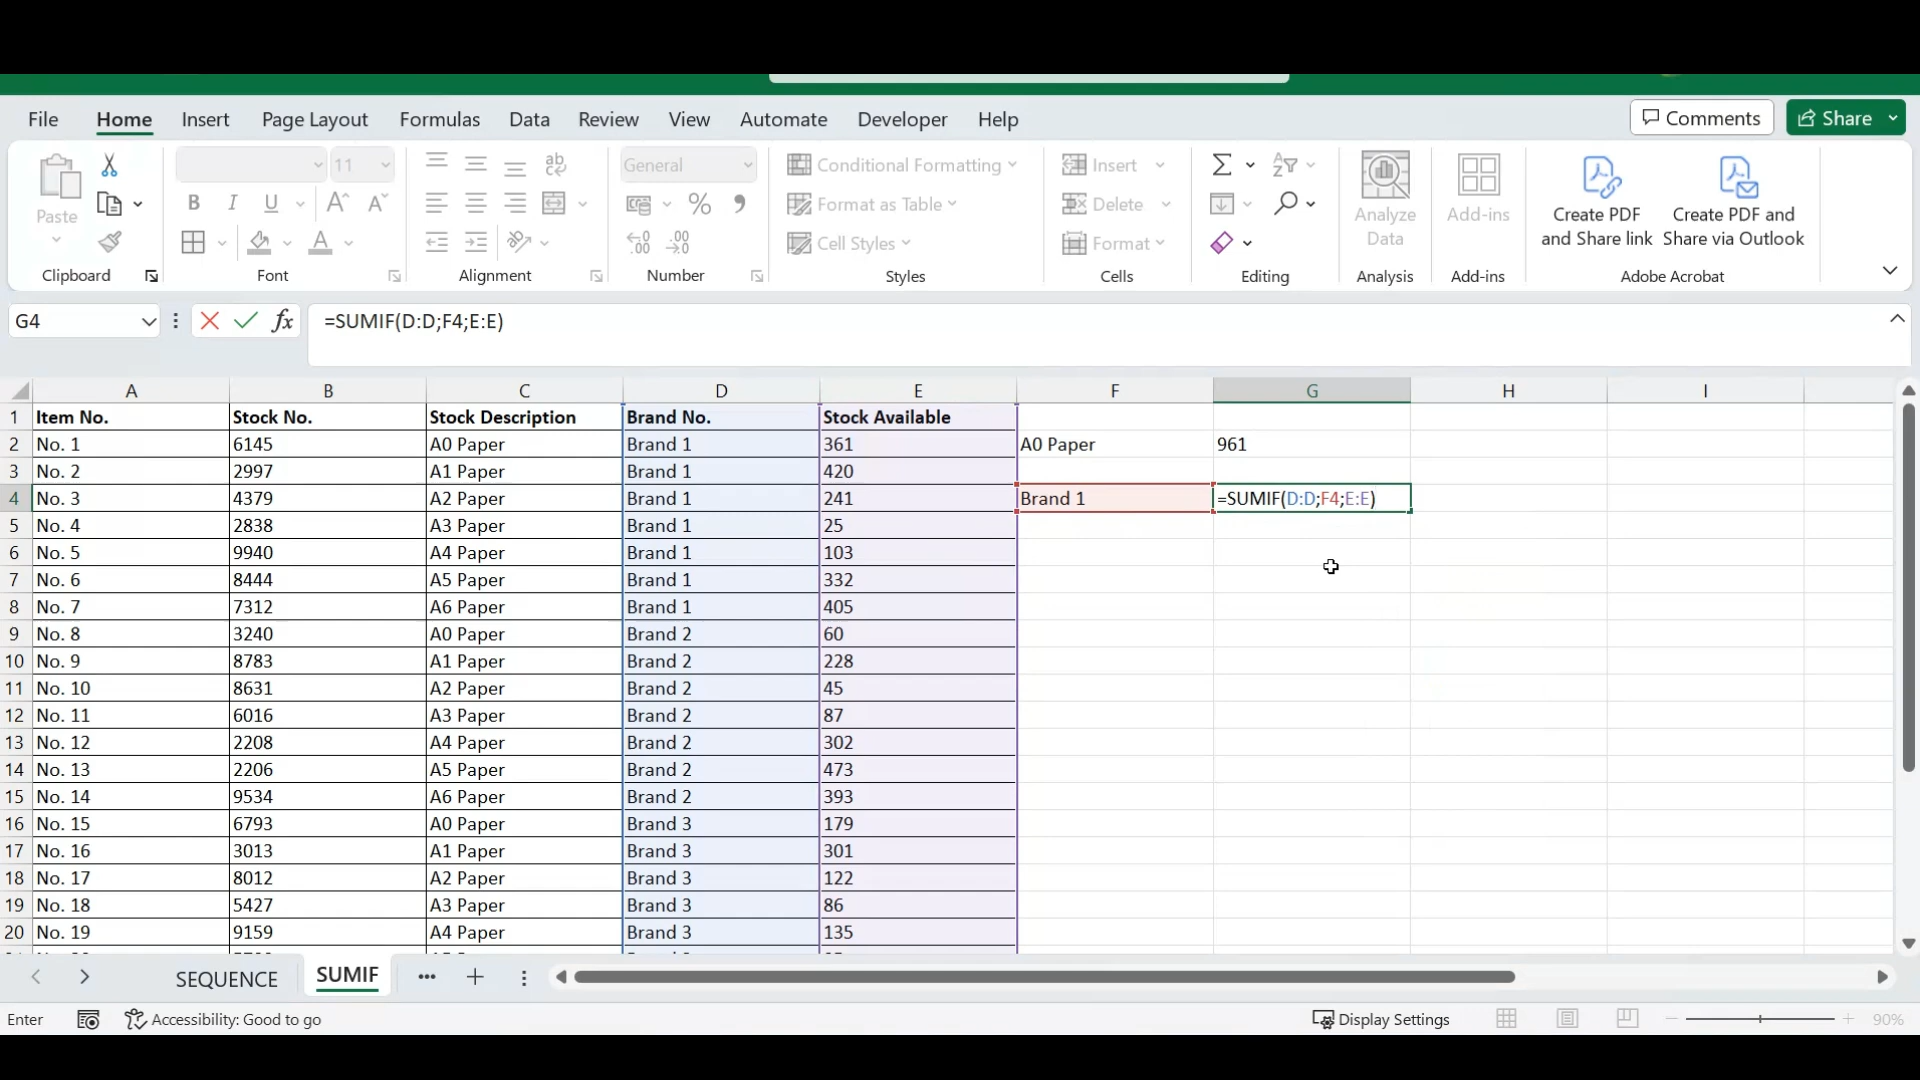 File Home Insert Page Layout Formulas Data Review View Automate Developer Help Comments Share
Paste
11
General
B I U A A A
ab c
% 9
.00 .00
Conditional Formatting
Format as Table
Cell Styles
Insert
Delete
Format
Analyze
Data
Add-ins
Create PDF
and Share link
Create PDF and
Share via Outlook
Clipboard Font Alignment Number Styles Cells Editing Analysis Add-ins Adobe Acrobat
G4 fx =SUMIF(D:D;F4;E:E)
A B C D E F G H I
1 Item No. Stock No. Stock Description Brand No. Stock Available
2 No. 1 6145 A0 Paper Brand 1 361 A0 Paper 961
3 No. 2 2997 A1 Paper Brand 1 420
4 No. 3 4379 A2 Paper Brand 1 241 Brand 1 =SUMIF(D:D;F4;E:E)
5 No. 4 2838 A3 Paper Brand 1 25
6 No. 5 9940 A4 Paper Brand 1 103
7 No. 6 8444 A5 Paper Brand 1 332
8 No. 7 7312 A6 Paper Brand 1 405
9 No. 8 3240 A0 Paper Brand 2 60
10 No. 9 8783 A1 Paper Brand 2 228
11 No. 10 8631 A2 Paper Brand 2 45
12 No. 11 6016 A3 Paper Brand 2 87
13 No. 12 2208 A4 Paper Brand 2 302
14 No. 13 2206 A5 Paper Brand 2 473
15 No. 14 9534 A6 Paper Brand 2 393
16 No. 15 6793 A0 Paper Brand 3 179
17 No. 16 3013 A1 Paper Brand 3 301
18 No. 17 8012 A2 Paper Brand 3 122
19 No. 18 5427 A3 Paper Brand 3 86
20 No. 19 9159 A4 Paper Brand 3 135
SEQUENCE SUMIF
Enter Accessibility: Good to go Display Settings 90%